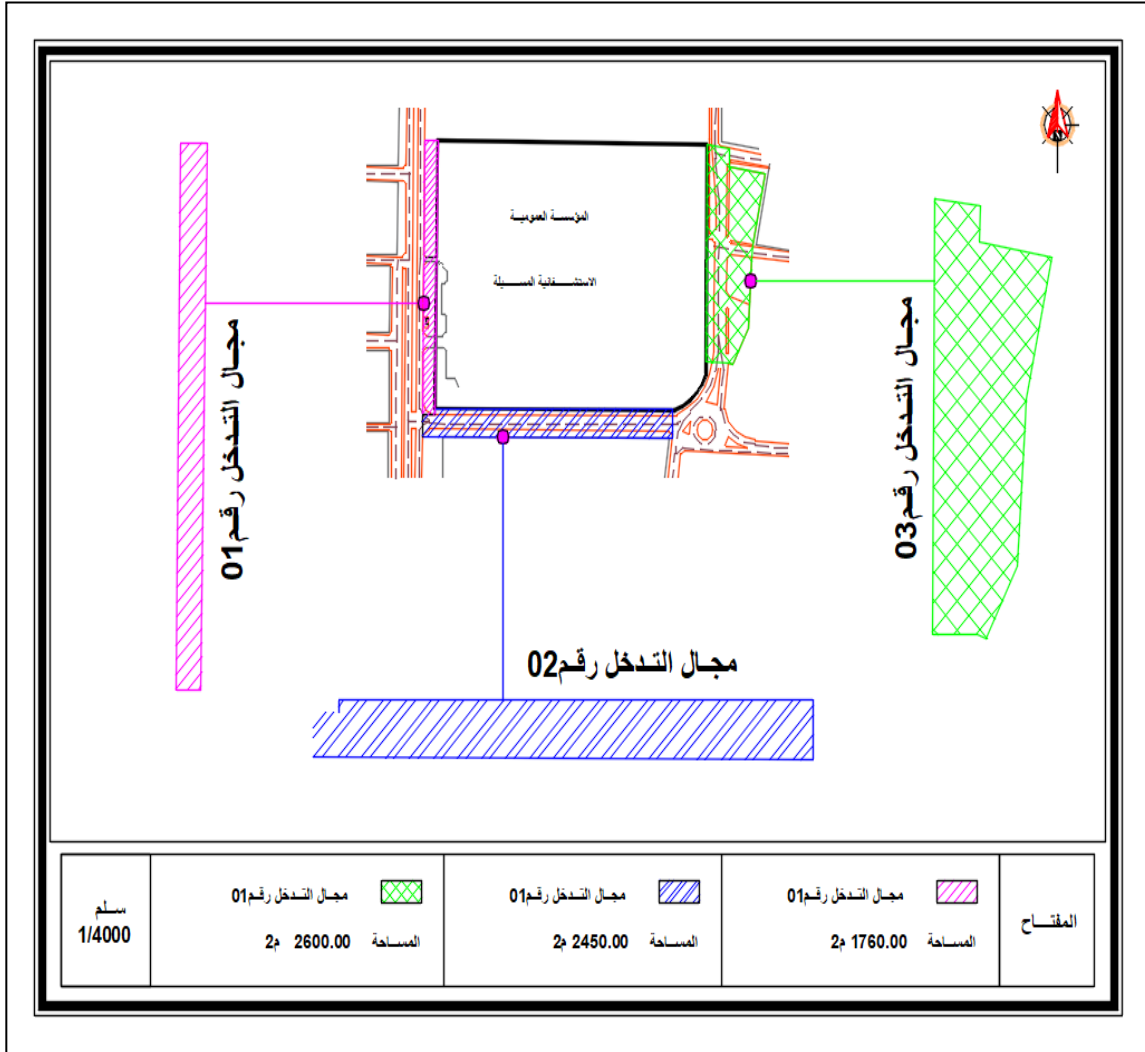 N
المؤسسة العمومية
الاستشفائية المسيلة
مجال التدخل رقم01
مجال التدخل رقم02
مجال التدخل رقم03
المفتاح
مجال التدخل رقم01
المساحة 1760.00 م2
مجال التدخل رقم01
المساحة 2450.00 م2
مجال التدخل رقم01
المساحة 2600.00 م2
سلم
1/4000